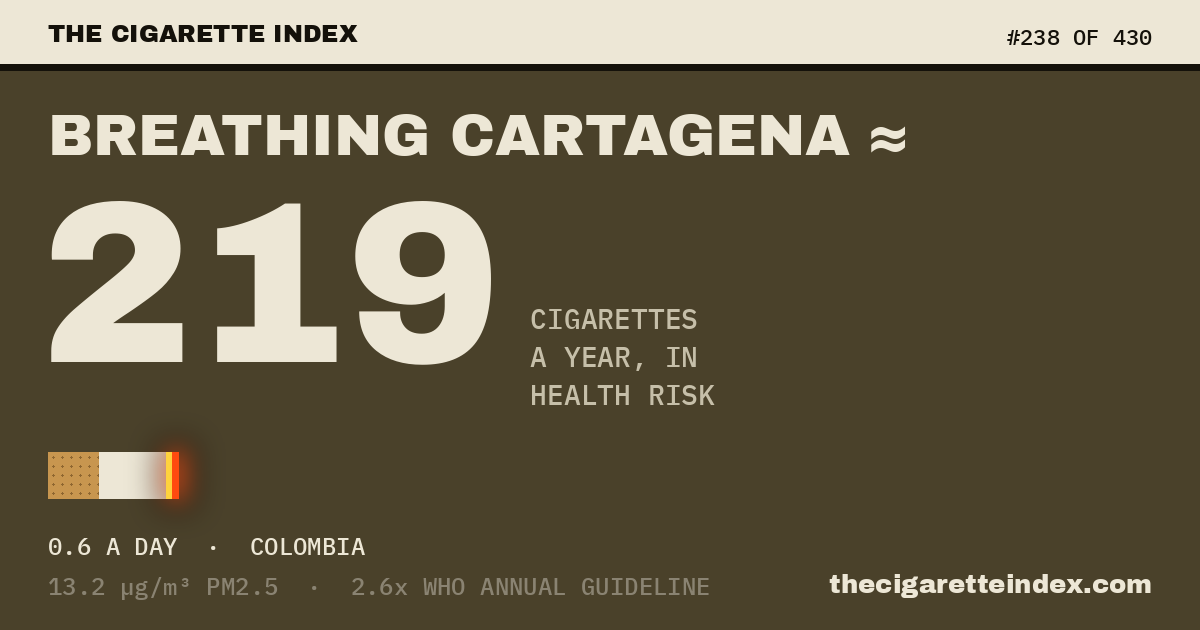 THE CIGARETTE INDEX
#238 OF 430
BREATHING CARTAGENA ≈
219
CIGARETTES
A YEAR, IN
HEALTH RISK
0.6 A DAY · COLOMBIA
13.2 µg/m³ PM2.5 · 2.6x WHO ANNUAL GUIDELINE
thecigaretteindex.com